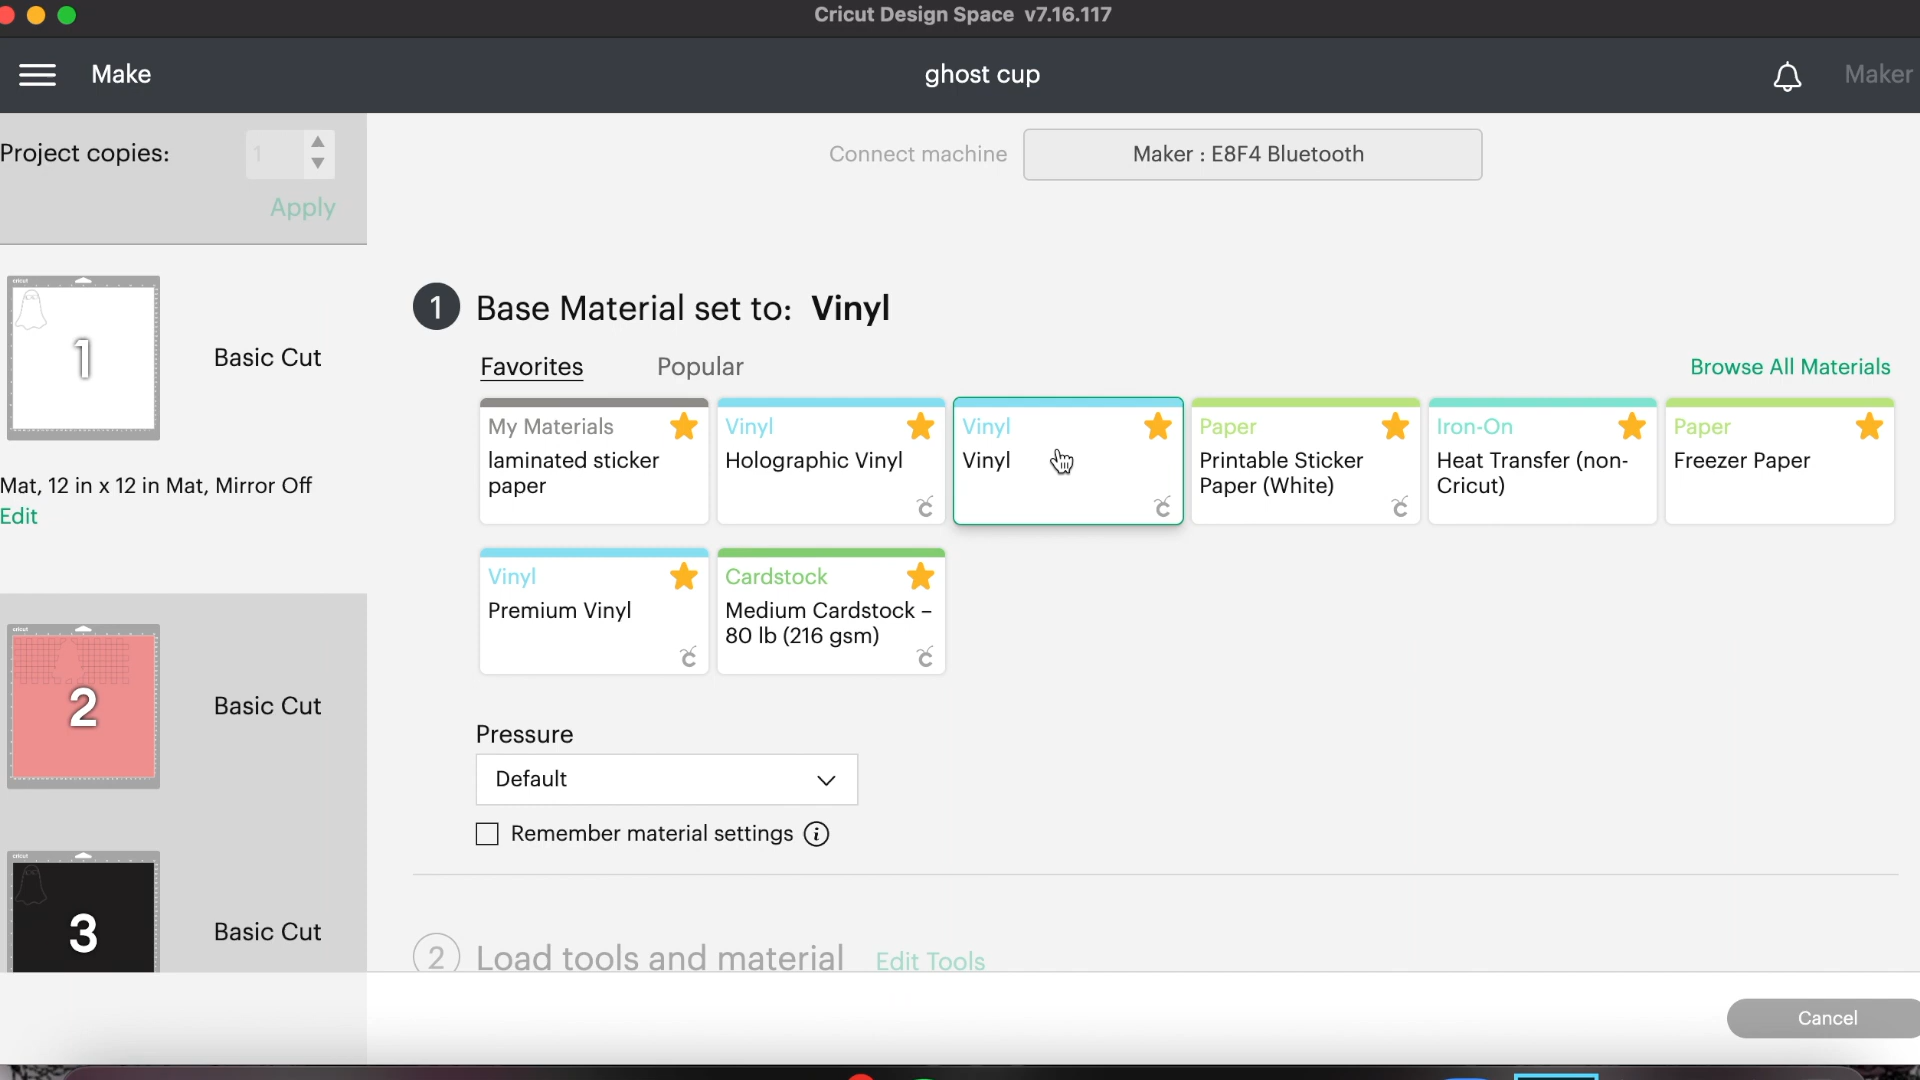 Cricut Design Space v7.16.117
Make
ghost cup
Maker
Project copies:
1
Apply
Connect machine
Maker : E8F4 Bluetooth
1
Basic Cut
Mat, 12 in x 12 in Mat, Mirror Off
Edit
2
Basic Cut
3
Basic Cut
1 Base Material set to: Vinyl
Favorites
Popular
Browse All Materials
My Materials
laminated sticker
paper
Vinyl
Holographic Vinyl
Vinyl
Vinyl
Paper
Printable Sticker
Paper (White)
Iron-On
Heat Transfer (non-
Cricut)
Paper
Freezer Paper
Vinyl
Premium Vinyl
Cardstock
Medium Cardstock –
80 lb (216 gsm)
Pressure
Default
Remember material settings
2 Load tools and material
Edit Tools
Cancel